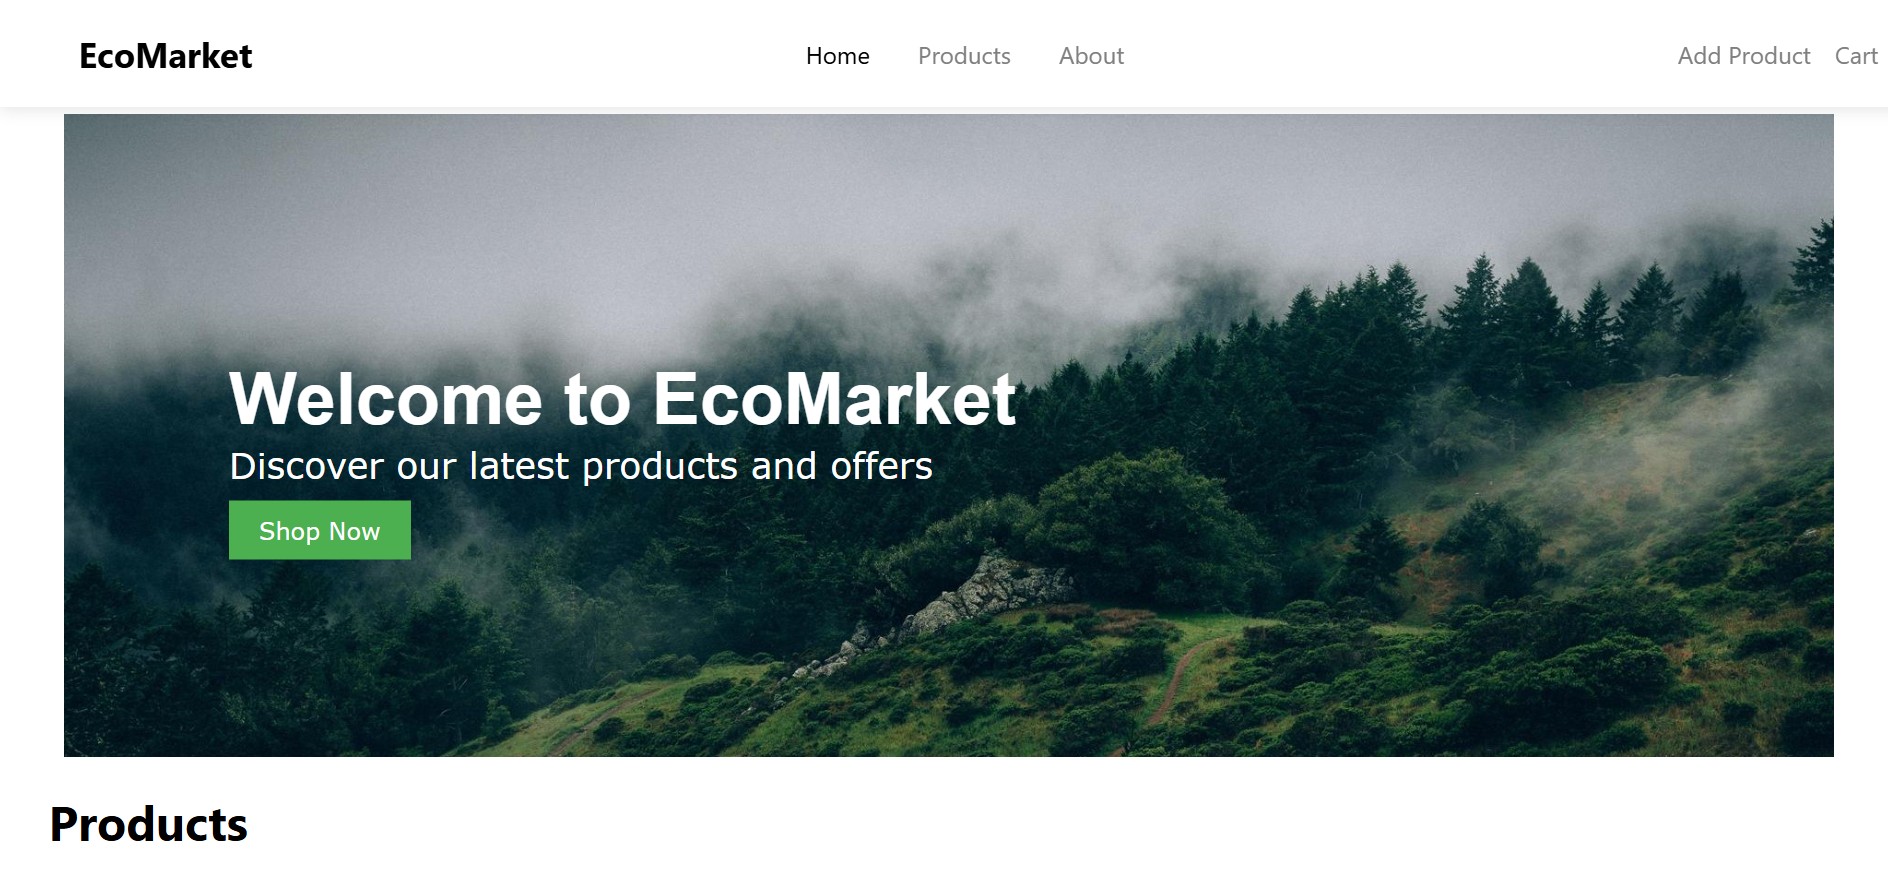 EcoMarket
Home Products About
Add Product Cart
Welcome to EcoMarket
Discover our latest products and offers
Shop Now
Products